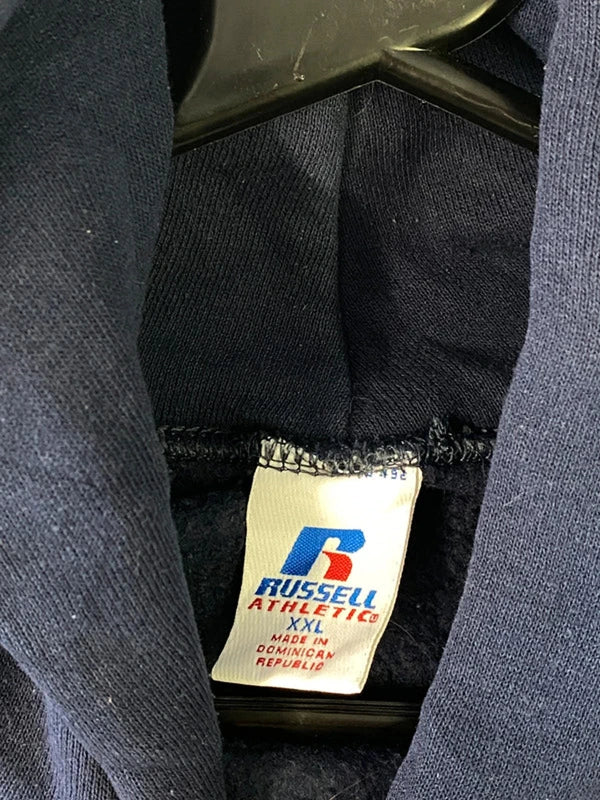 RUSSELL
ATHLETIC
XXL
MADE IN
DOMINICAN
REPUBLIC